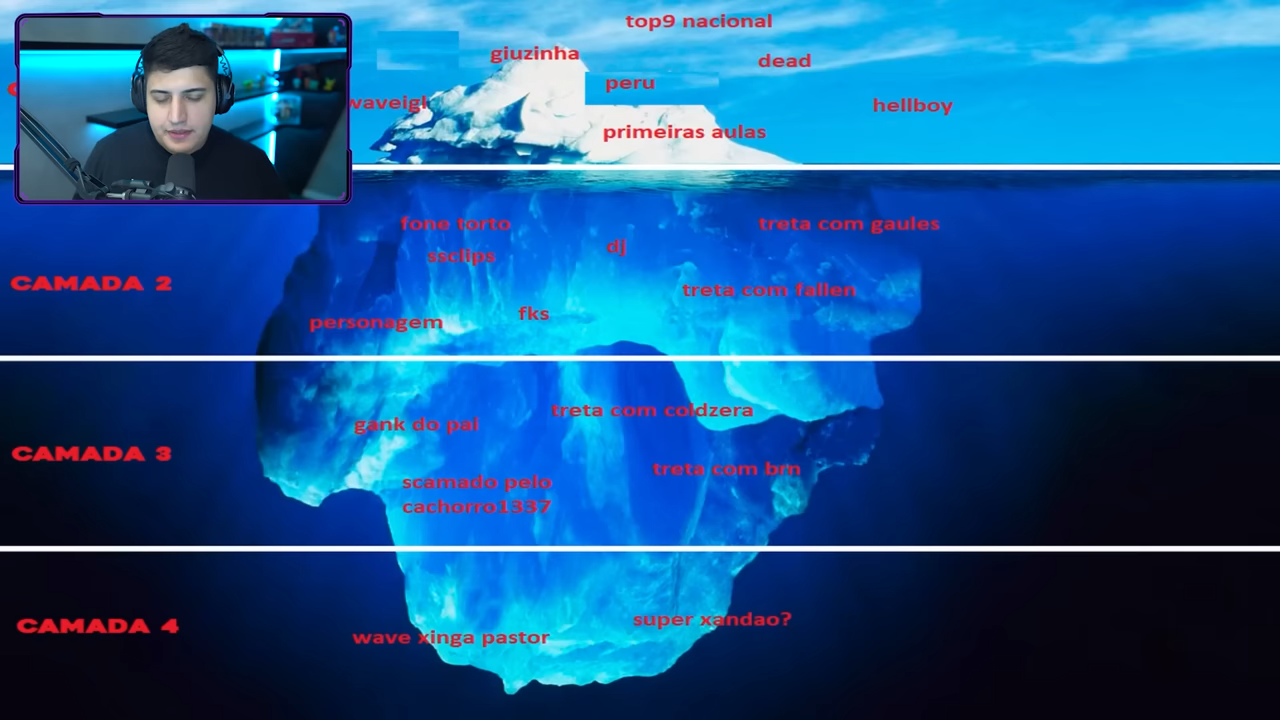 top9 nacional
giuzinha
dead
peru
hellboy
primeiras aulas
fone torto
treta com gaules
dj
ssclips
CAMADA 2
treta com fallen
fks
personagem
treta com coldzera
gank do pai
CAMADA 3
treta com brn
scamado pelo
cachorro1337
super xandao?
CAMADA 4
wave xinga pastor